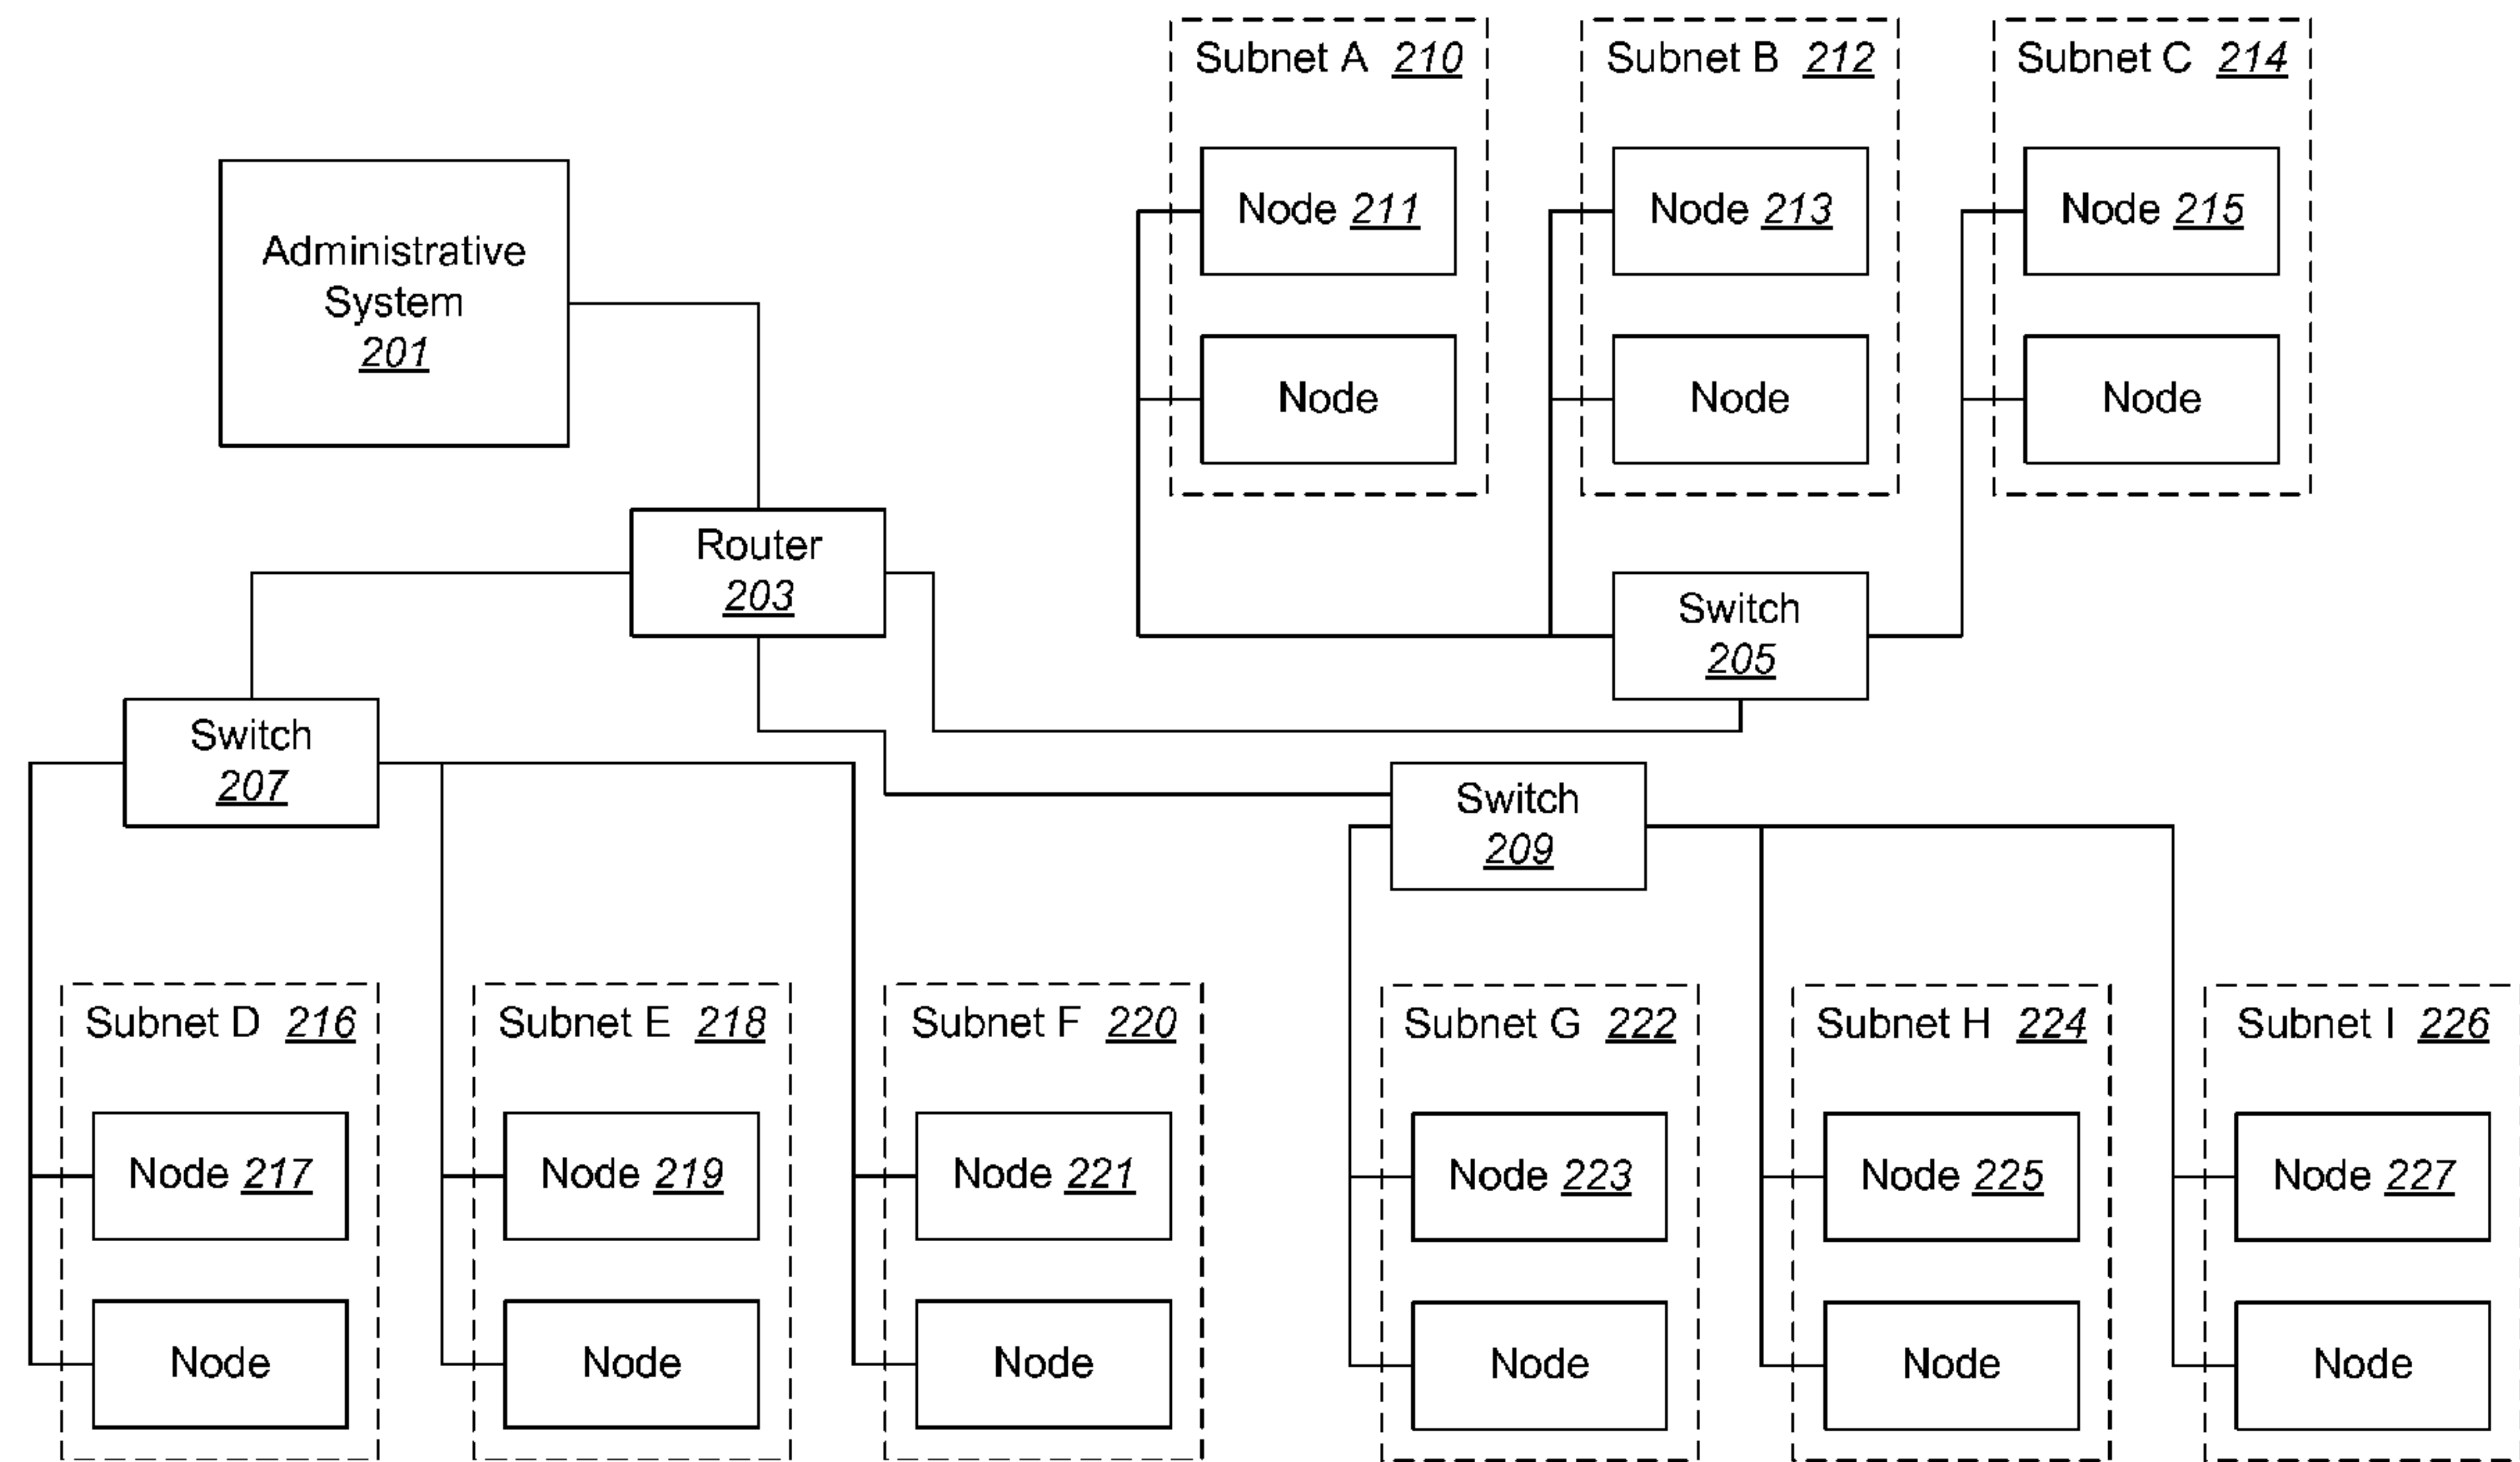 Subnet A 210
Node 211
Node
Subnet B 212
Node 213
Node
Subnet C 214
Node 215
Node
Administrative
System
201
Router
203
Switch
205
Switch
207
Switch
209
Subnet D 216
Node 217
Node
Subnet E 218
Node 219
Node
Subnet F 220
Node 221
Node
Subnet G 222
Node 223
Node
Subnet H 224
Node 225
Node
Subnet I 226
Node 227
Node